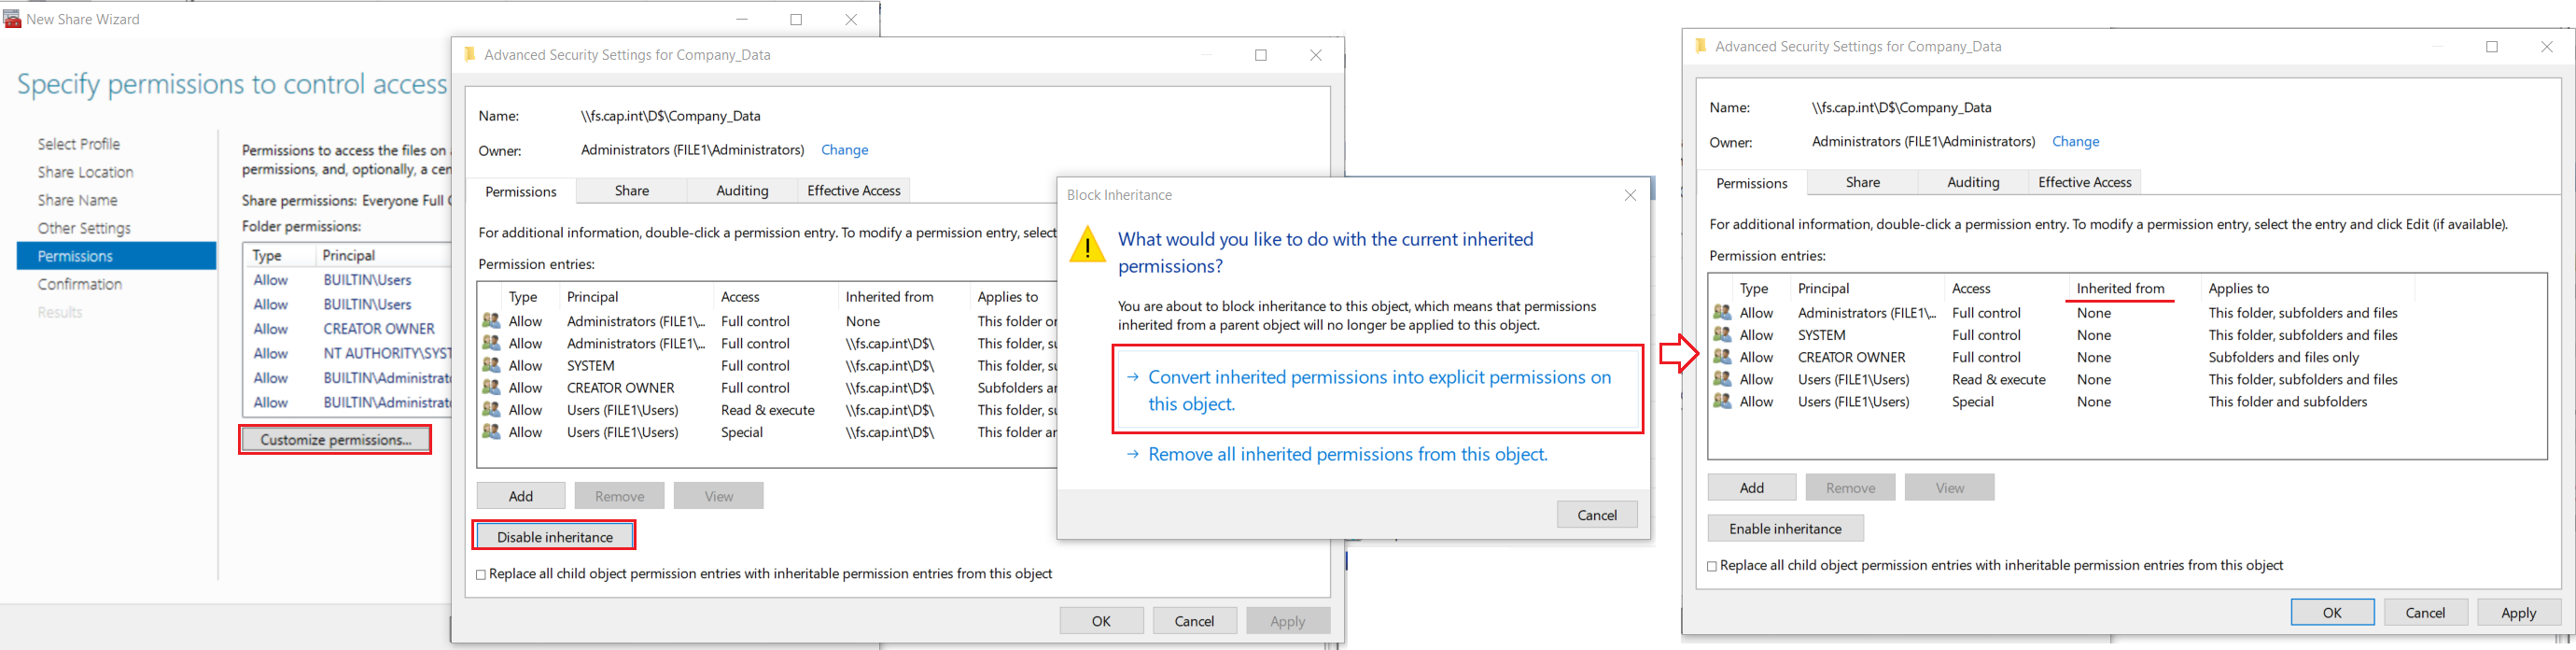 New Share Wizard
Specify permissions to control access
Select Profile
Share Location
Share Name
Other Settings
Permissions
Confirmation
Results
Permissions to access the files on
permissions, and, optionally, a cen
Share permissions: Everyone Full
Folder permissions:
Type Principal
Allow BUILTIN\Users
Allow BUILTIN\Users
Allow CREATOR OWNER
Allow NT AUTHORITY\SYST
Allow BUILTIN\Administrat
Allow BUILTIN\Administrat
Customize permissions...
Advanced Security Settings for Company_Data
Name: \\fs.cap.int\D$\Company_Data
Owner: Administrators (FILE1\Administrators) Change
Permissions Share Auditing Effective Access
For additional information, double-click a permission entry. To modify a permission entry, select
Permission entries:
Type Principal Access Inherited from Applies to
Allow Administrators (FILE1\... Full control None This folder or
Allow Administrators (FILE1\... Full control \\fs.cap.int\D$\ This folder, su
Allow SYSTEM Full control \\fs.cap.int\D$\ This folder, su
Allow CREATOR OWNER Full control \\fs.cap.int\D$\ Subfolders ar
Allow Users (FILE1\Users) Read & execute \\fs.cap.int\D$\ This folder, su
Allow Users (FILE1\Users) Special \\fs.cap.int\D$\ This folder ar
Add Remove View
Disable inheritance
Replace all child object permission entries with inheritable permission entries from this object
OK Cancel Apply
Block Inheritance
What would you like to do with the current inherited
permissions?
You are about to block inheritance to this object, which means that permissions
inherited from a parent object will no longer be applied to this object.
Convert inherited permissions into explicit permissions on
this object.
Remove all inherited permissions from this object.
Cancel
Advanced Security Settings for Company_Data
Name: \\fs.cap.int\D$\Company_Data
Owner: Administrators (FILE1\Administrators) Change
Permissions Share Auditing Effective Access
For additional information, double-click a permission entry. To modify a permission entry, select the entry and click Edit (if available).
Permission entries:
Type Principal Access Inherited from Applies to
Allow Administrators (FILE1\... Full control None This folder, subfolders and files
Allow SYSTEM Full control None This folder, subfolders and files
Allow CREATOR OWNER Full control None Subfolders and files only
Allow Users (FILE1\Users) Read & execute None This folder, subfolders and files
Allow Users (FILE1\Users) Special None This folder and subfolders
Add Remove View
Enable inheritance
Replace all child object permission entries with inheritable permission entries from this object
OK Cancel Apply